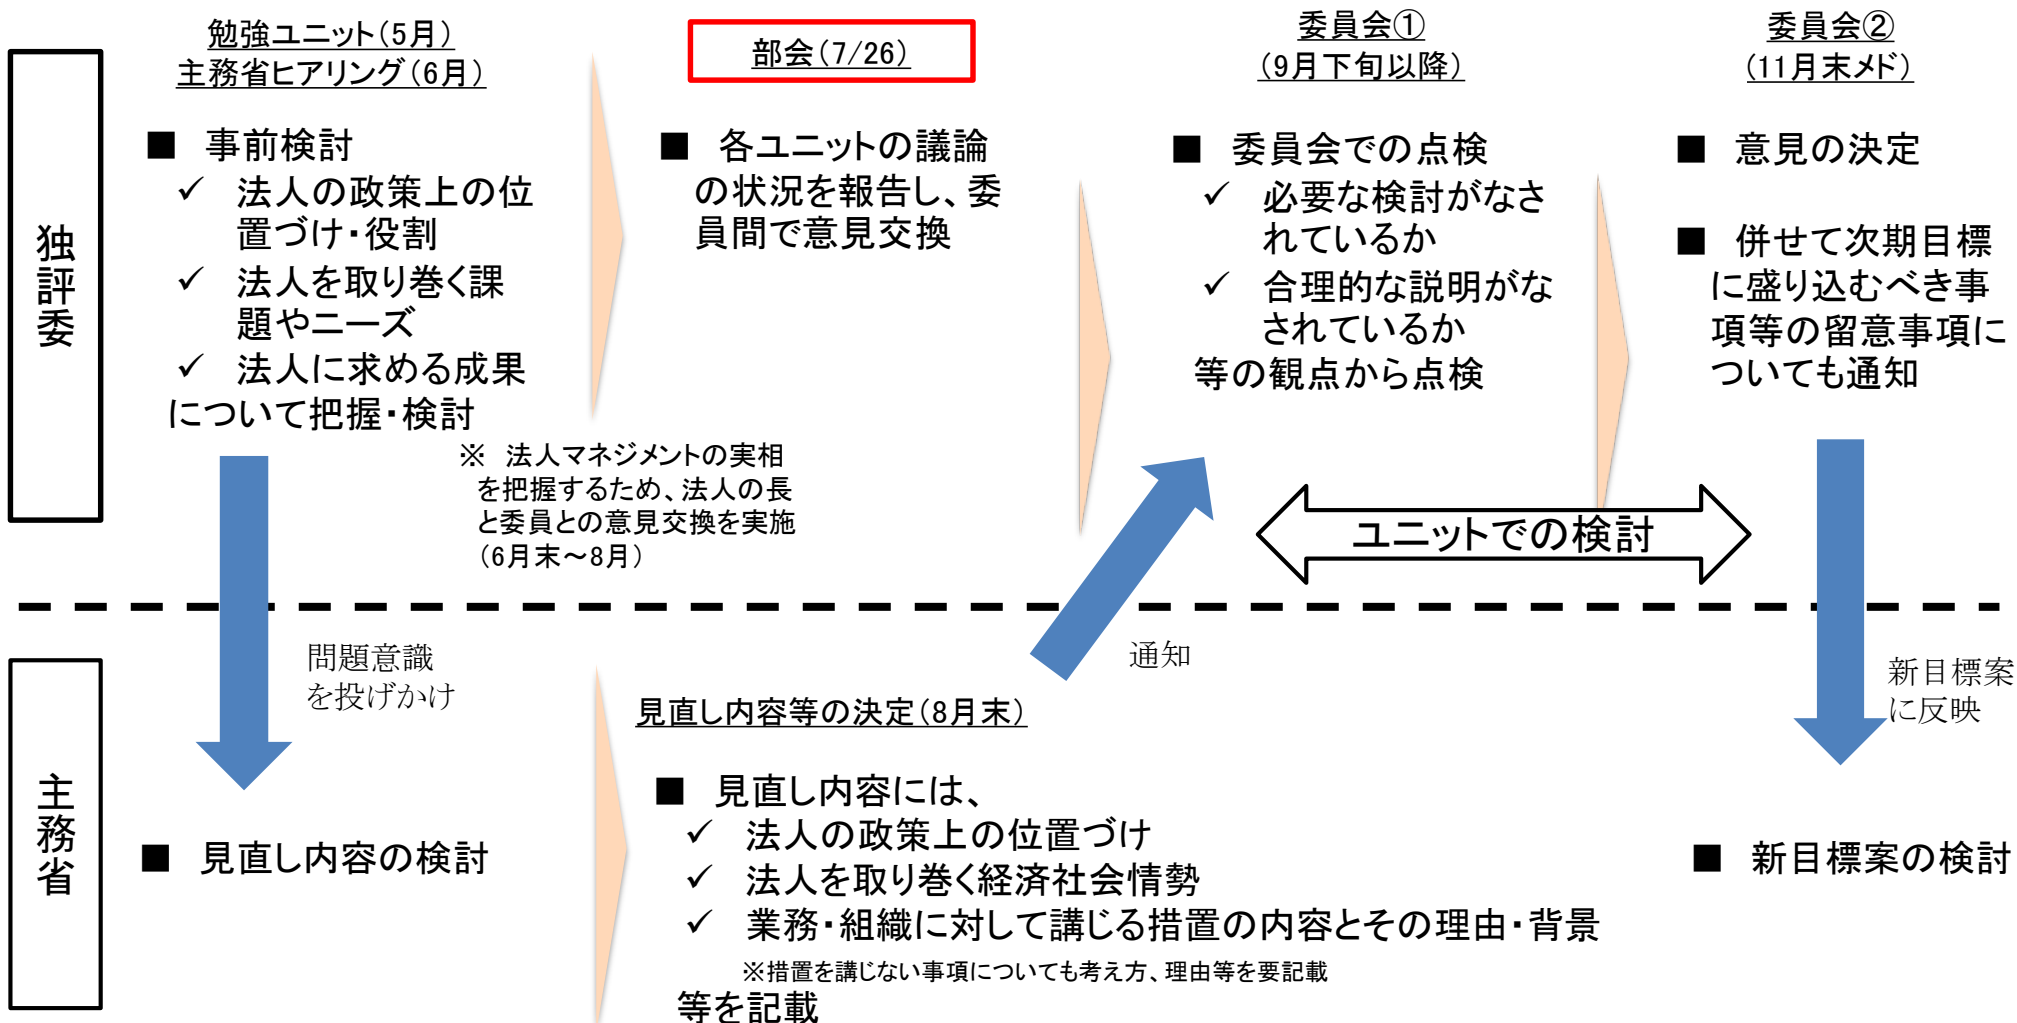 独評委
勉強ユニット(5月)
主務省ヒアリング(6月)
■ 事前検討
✓ 法人の政策上の位
置づけ・役割
✓ 法人を取り巻く課
題やニーズ
✓ 法人に求める成果
について把握・検討
※ 法人マネジメントの実相
を把握するため、法人の長
と委員との意見交換を実施
(6月末～8月)
部会(7/26)
■ 各ユニットの議論
の状況を報告し、委
員間で意見交換
委員会①
(9月下旬以降)
■ 委員会での点検
✓ 必要な検討がなさ
れているか
✓ 合理的な説明がな
されているか
等の観点から点検
委員会②
(11月末メド)
■ 意見の決定
■ 併せて次期目標
に盛り込むべき事
項等の留意事項に
ついても通知
ユニットでの検討
問題意識
を投げかけ
通知
新目標案
に反映
主務省
■ 見直し内容の検討
見直し内容等の決定(8月末)
■ 見直し内容には、
✓ 法人の政策上の位置づけ
✓ 法人を取り巻く経済社会情勢
✓ 業務・組織に対して講じる措置の内容とその理由・背景
※措置を講じない事項についても考え方、理由等を要記載
等を記載
■ 新目標案の検討